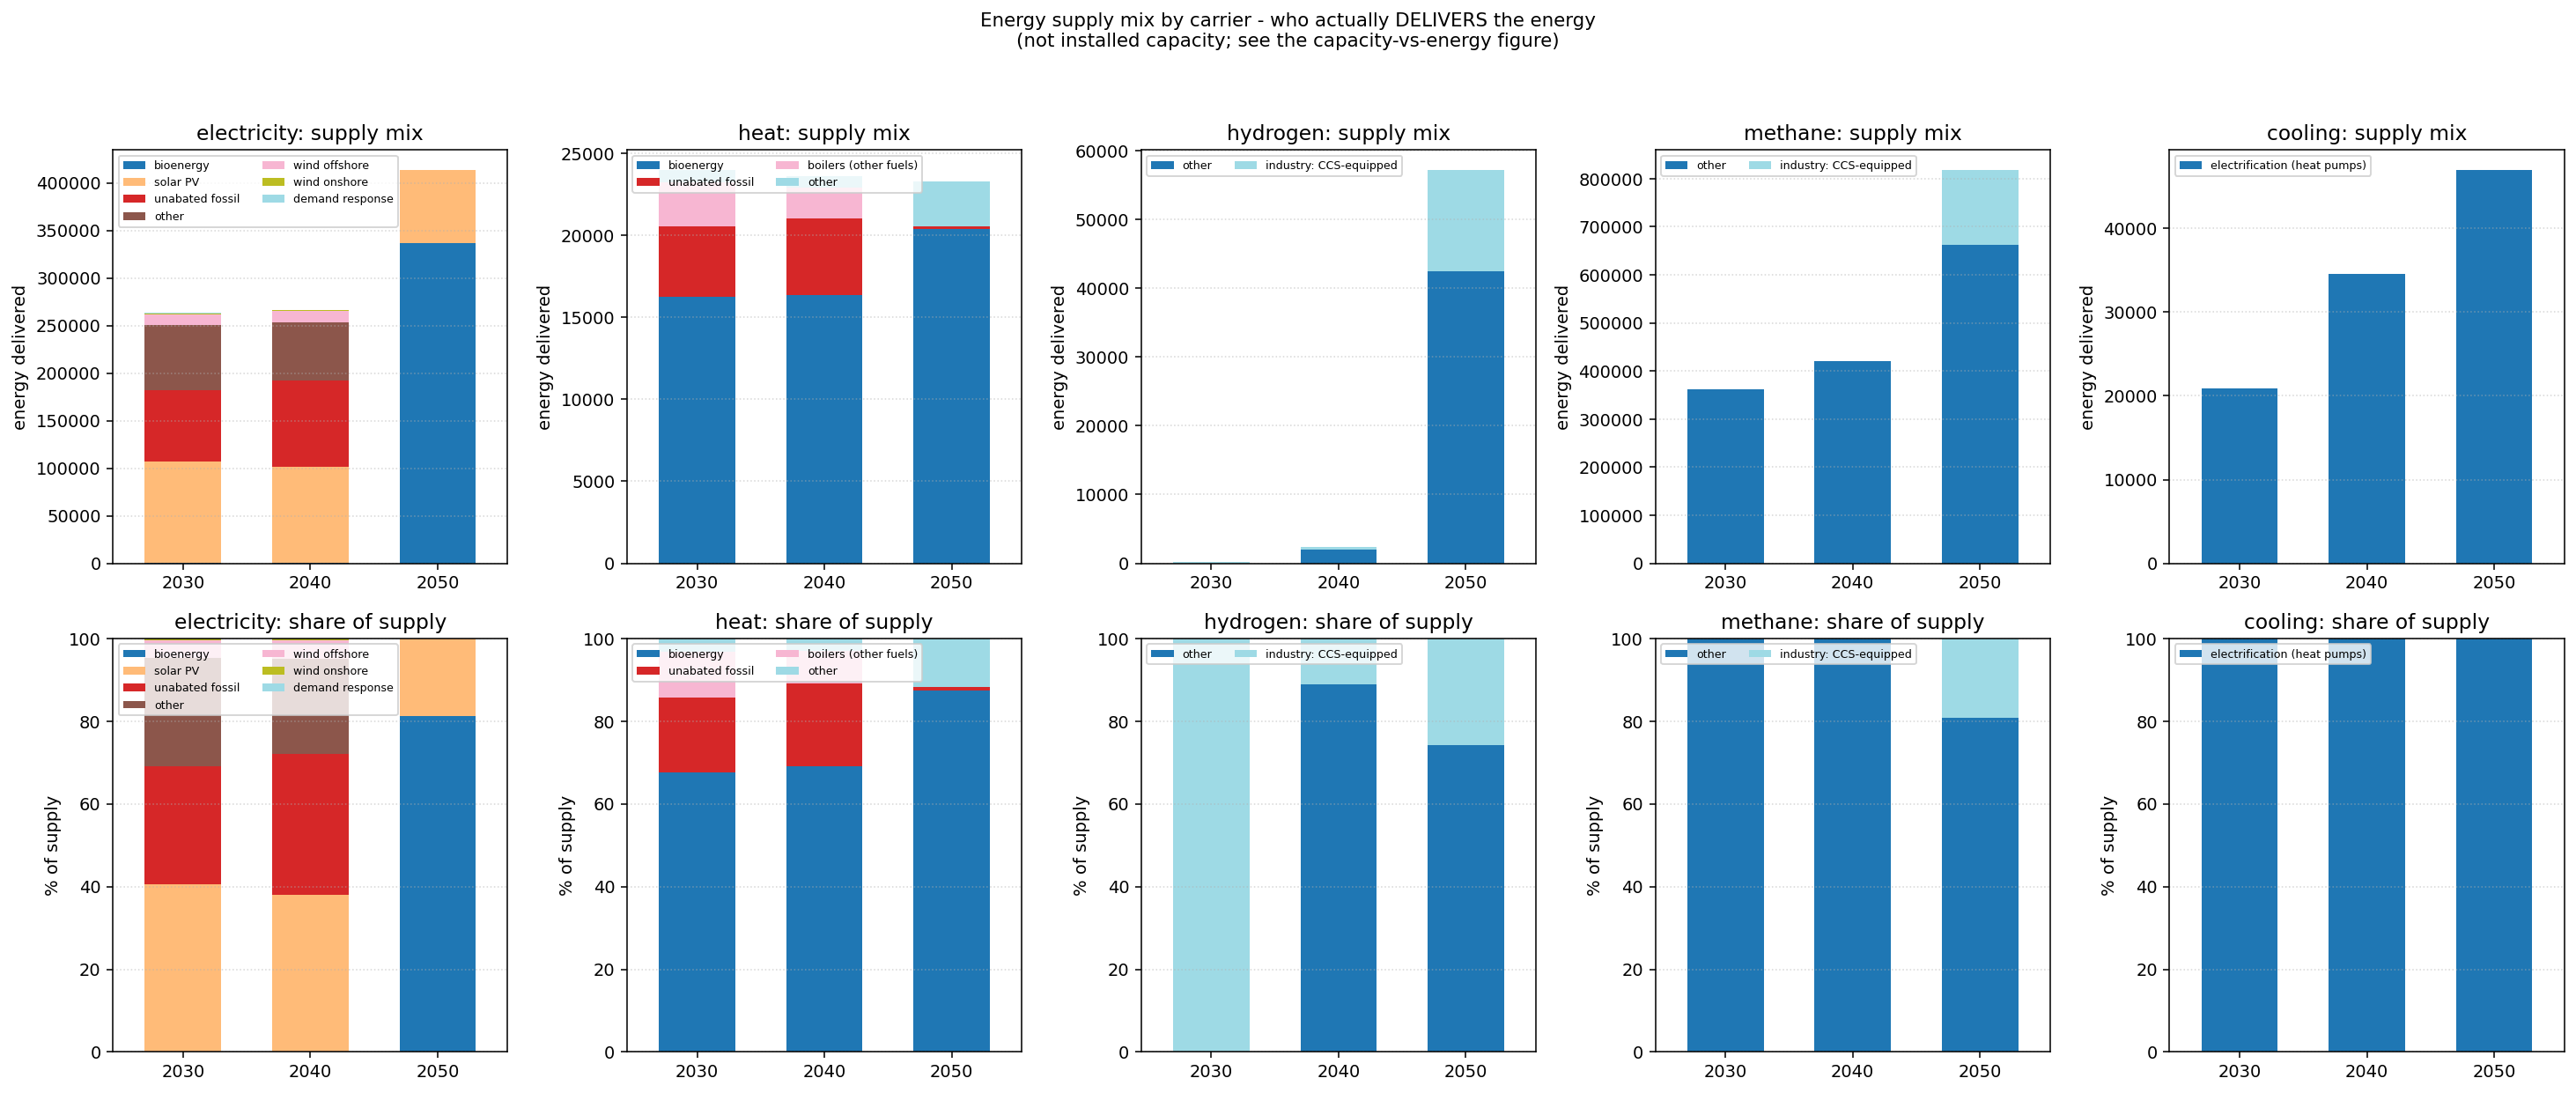 Energy supply mix by carrier - who actually DELIVERS the energy
(not installed capacity; see the capacity-vs-energy figure)
electricity: supply mix
energy delivered
400000
350000
300000
250000
200000
150000
100000
50000
0
bioenergy
solar PV
unabated fossil
other
wind offshore
wind onshore
demand response
2030
2040
2050
heat: supply mix
energy delivered
25000
20000
15000
10000
5000
0
bioenergy
unabated fossil
boilers (other fuels)
other
2030
2040
2050
hydrogen: supply mix
energy delivered
60000
50000
40000
30000
20000
10000
0
other
industry: CCS-equipped
2030
2040
2050
methane: supply mix
energy delivered
800000
700000
600000
500000
400000
300000
200000
100000
0
other
industry: CCS-equipped
2030
2040
2050
cooling: supply mix
energy delivered
40000
30000
20000
10000
0
electrification (heat pumps)
2030
2040
2050
electricity: share of supply
% of supply
100
80
60
40
20
0
bioenergy
solar PV
unabated fossil
other
wind offshore
wind onshore
demand response
2030
2040
2050
heat: share of supply
% of supply
100
80
60
40
20
0
bioenergy
unabated fossil
boilers (other fuels)
other
2030
2040
2050
hydrogen: share of supply
% of supply
100
80
60
40
20
0
other
industry: CCS-equipped
2030
2040
2050
methane: share of supply
% of supply
100
80
60
40
20
0
other
industry: CCS-equipped
2030
2040
2050
cooling: share of supply
% of supply
100
80
60
40
20
0
electrification (heat pumps)
2030
2040
2050